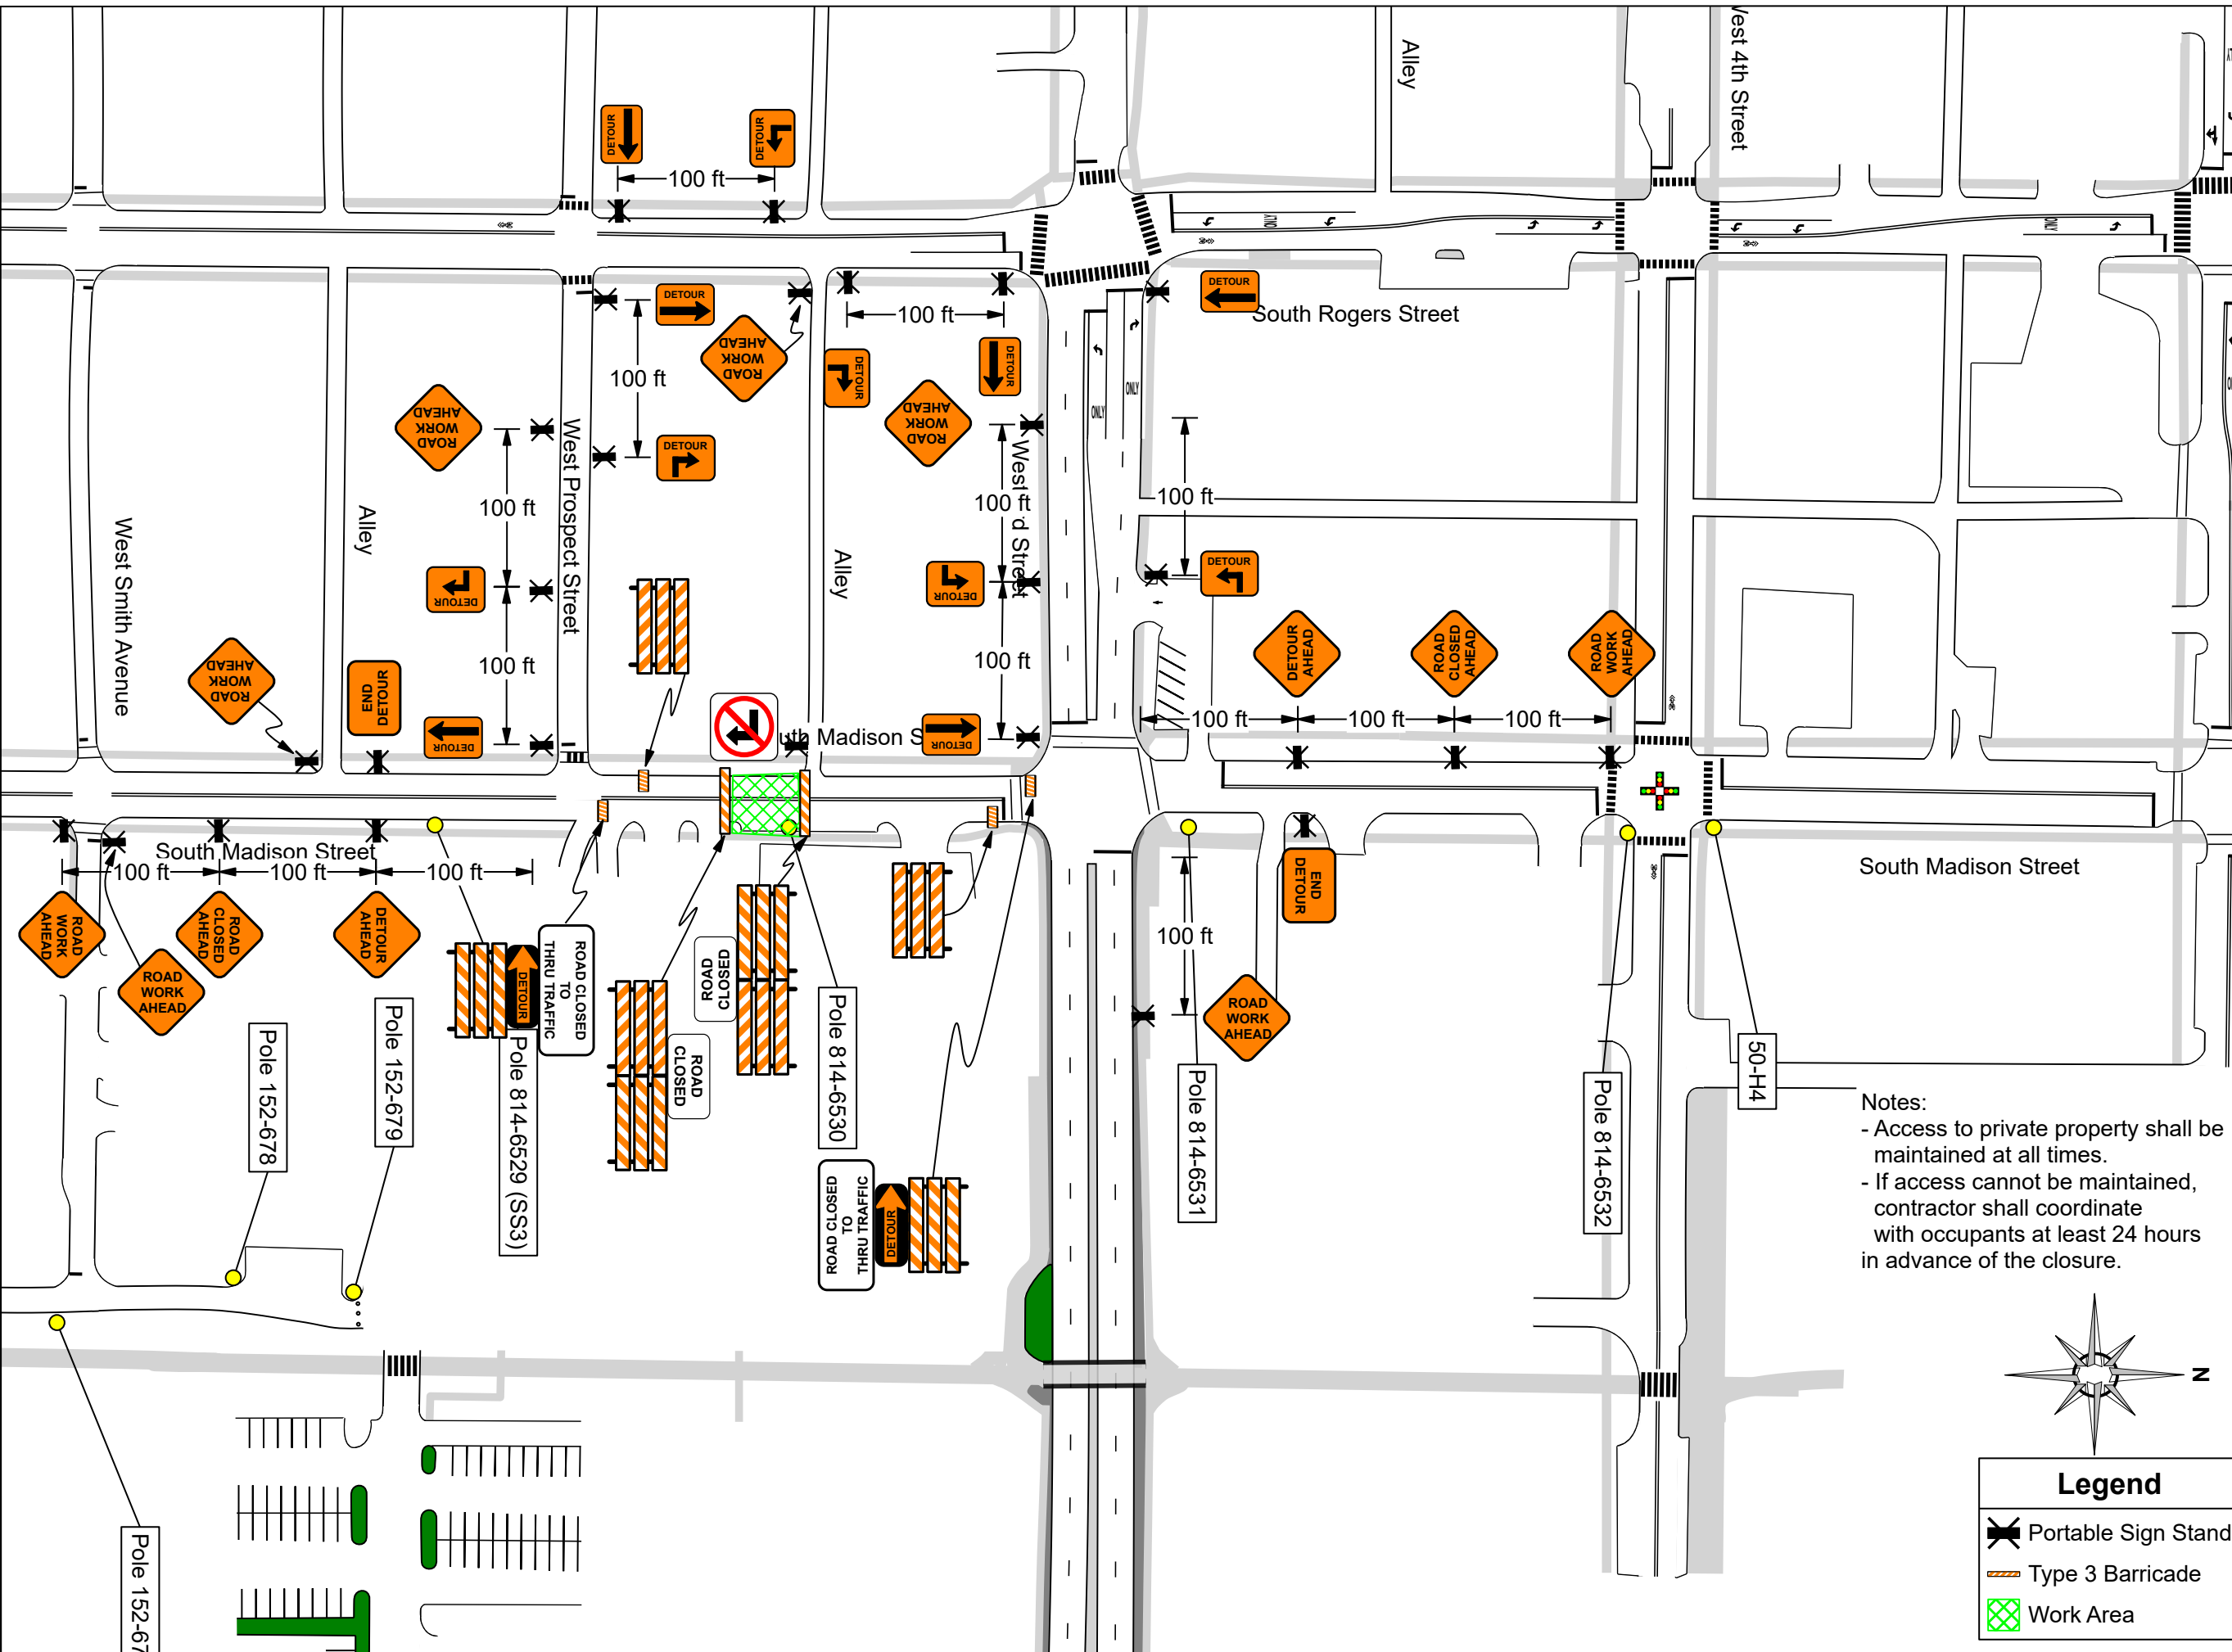 Alley
West 4th Street
DETOUR
DETOUR
100 ft
ONLY
ONLY
DETOUR
DETOUR
South Rogers Street
100 ft
ROAD
WORK
AHEAD
DETOUR
DETOUR
100 ft
ROAD
WORK
AHEAD
ROAD
WORK
AHEAD
ONLY
ONLY
DETOUR
West Prospect Street
100 ft
100 ft
100 ft
West
d Street
Alley
West Smith Avenue
Alley
DETOUR
DETOUR
DETOUR
DETOUR
AHEAD
ROAD
CLOSED
AHEAD
ROAD
WORK
AHEAD
ROAD
WORK
AHEAD
END
DETOUR
100 ft
100 ft
DETOUR
uth Madison S
DETOUR
100 ft
100 ft
100 ft
South Madison Street
100 ft
100 ft
100 ft
South Madison Street
END
DETOUR
ROAD
WORK
AHEAD
ROAD
CLOSED
AHEAD
DETOUR
AHEAD
100 ft
ROAD
WORK
AHEAD
DETOUR
ROAD CLOSED
TO
THRU TRAFFIC
ROAD
CLOSED
ROAD
CLOSED
ROAD
WORK
AHEAD
Pole 152-678
Pole 152-679
Pole 814-6529 (SS3)
Pole 814-6530
Pole 814-6531
Pole 814-6532
50-H4
ROAD CLOSED
TO
THRU TRAFFIC
DETOUR
Notes:
- Access to private property shall be
maintained at all times.
- If access cannot be maintained,
contractor shall coordinate
with occupants at least 24 hours
in advance of the closure.
N
Pole 152-67
Legend
Portable Sign Stand
Type 3 Barricade
Work Area